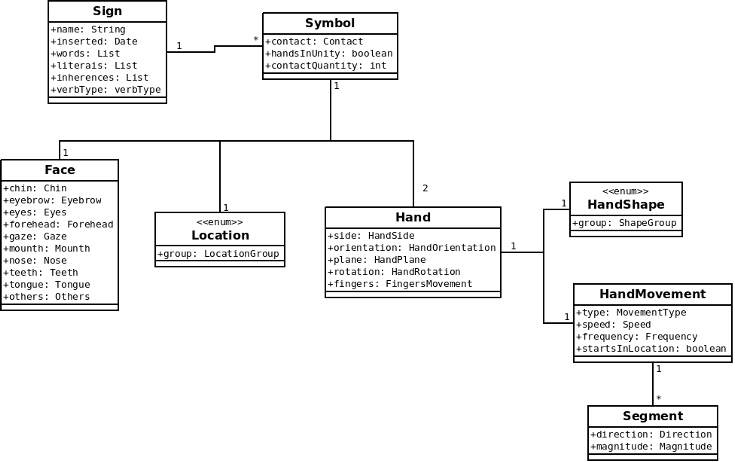 Sign
+name: String
+inserted: Date
+words: List
+literais: List
+inherences: List
+verbType: verbType
1
*
Symbol
+contact: Contact
+handsInUnity: boolean
+contactQuantity: int
1
1
Face
+chin: Chin
+eyebrow: Eyebrow
+eyes: Eyes
+forehead: Forehead
+gaze: Gaze
+mounth: Mounth
+nose: Nose
+teeth: Teeth
+tongue: Tongue
+others: Others
1
<<enum>>
Location
+group: LocationGroup
2
Hand
+side: HandSide
+orientation: HandOrientation
+plane: HandPlane
+rotation: HandRotation
+fingers: FingersMovement
1
1
<<enum>>
HandShape
+group: ShapeGroup
1
HandMovement
+type: MovementType
+speed: Speed
+frequency: Frequency
+startsInLocation: boolean
1
*
Segment
+direction: Direction
+magnitude: Magnitude